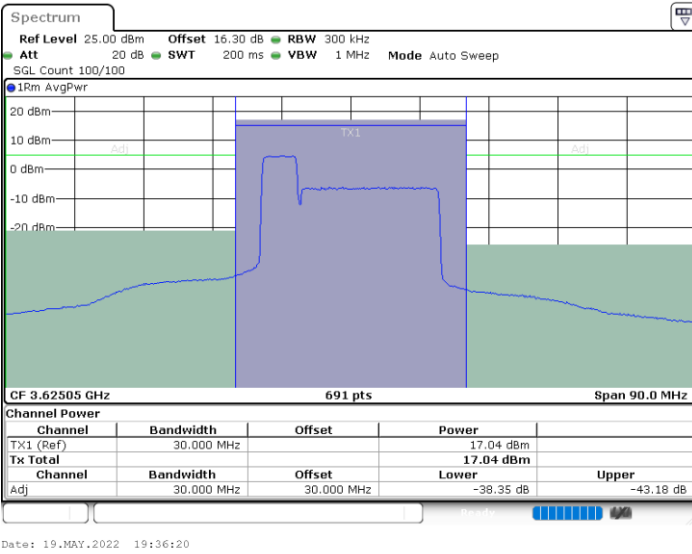 Spectrum
Ref Level 25.00 dBm Offset 16.30 dB RBW 300 kHz
Att 20 dB SWT 200 ms VBW 1 MHz Mode Auto Sweep
SGL Count 100/100
1Rm AvgPwr
20 dBm
TX1
10 dBm
Adj Adj
0 dBm
-10 dBm
-20 dBm
CF 3.62505 GHz 691 pts Span 90.0 MHz
Channel Power
Channel Bandwidth Offset Power
TX1 (Ref) 30.000 MHz 17.04 dBm
Tx Total 17.04 dBm
Channel Bandwidth Offset Lower Upper
Adj 30.000 MHz 30.000 MHz -38.35 dB -43.18 dB
Ready
Date: 19.MAY.2022 19:36:20